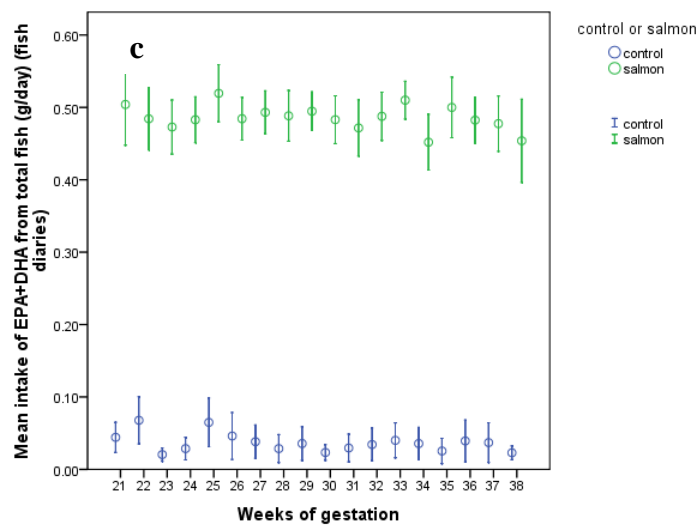 c
control or salmon
control
salmon
control
salmon
Mean intake of EPA+DHA from total fish (g/day) (fish
diaries)
0.60
0.50
0.40
0.30
0.20
0.10
0.00
21 22 23 24 25 26 27 28 29 30 31 32 33 34 35 36 37 38
Weeks of gestation